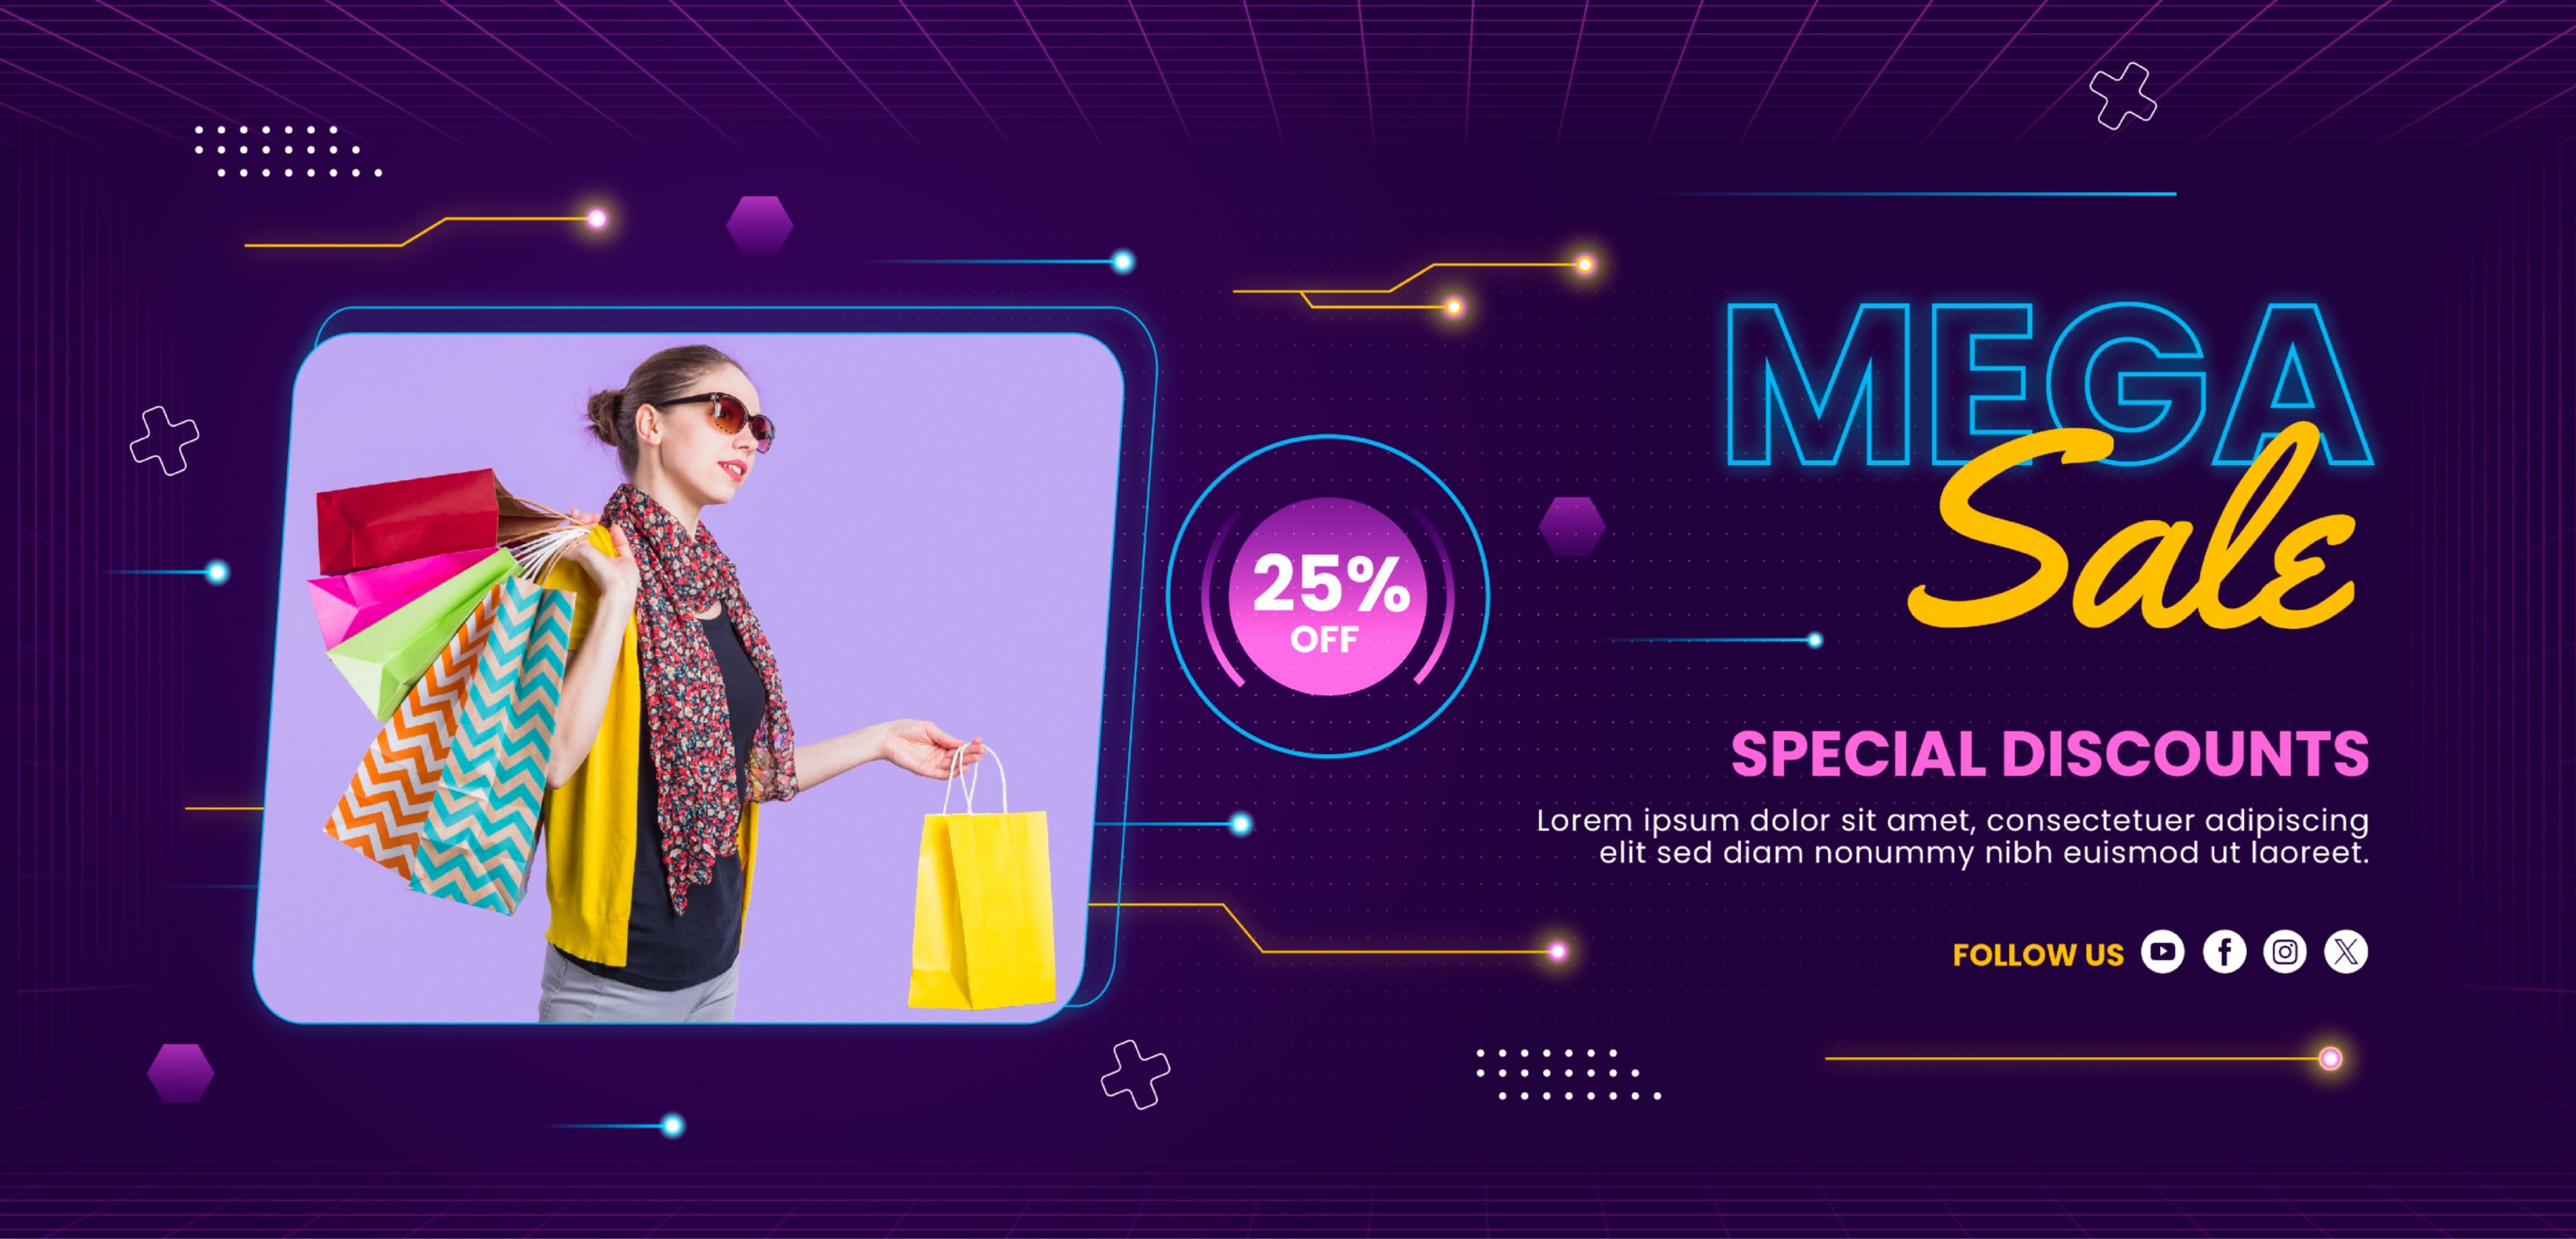 25%
OFF
MEGA
Sale
SPECIAL DISCOUNTS
Lorem ipsum dolor sit amet, consectetuer adipiscing
elit sed diam nonummy nibh euismod ut laoreet.
FOLLOW US